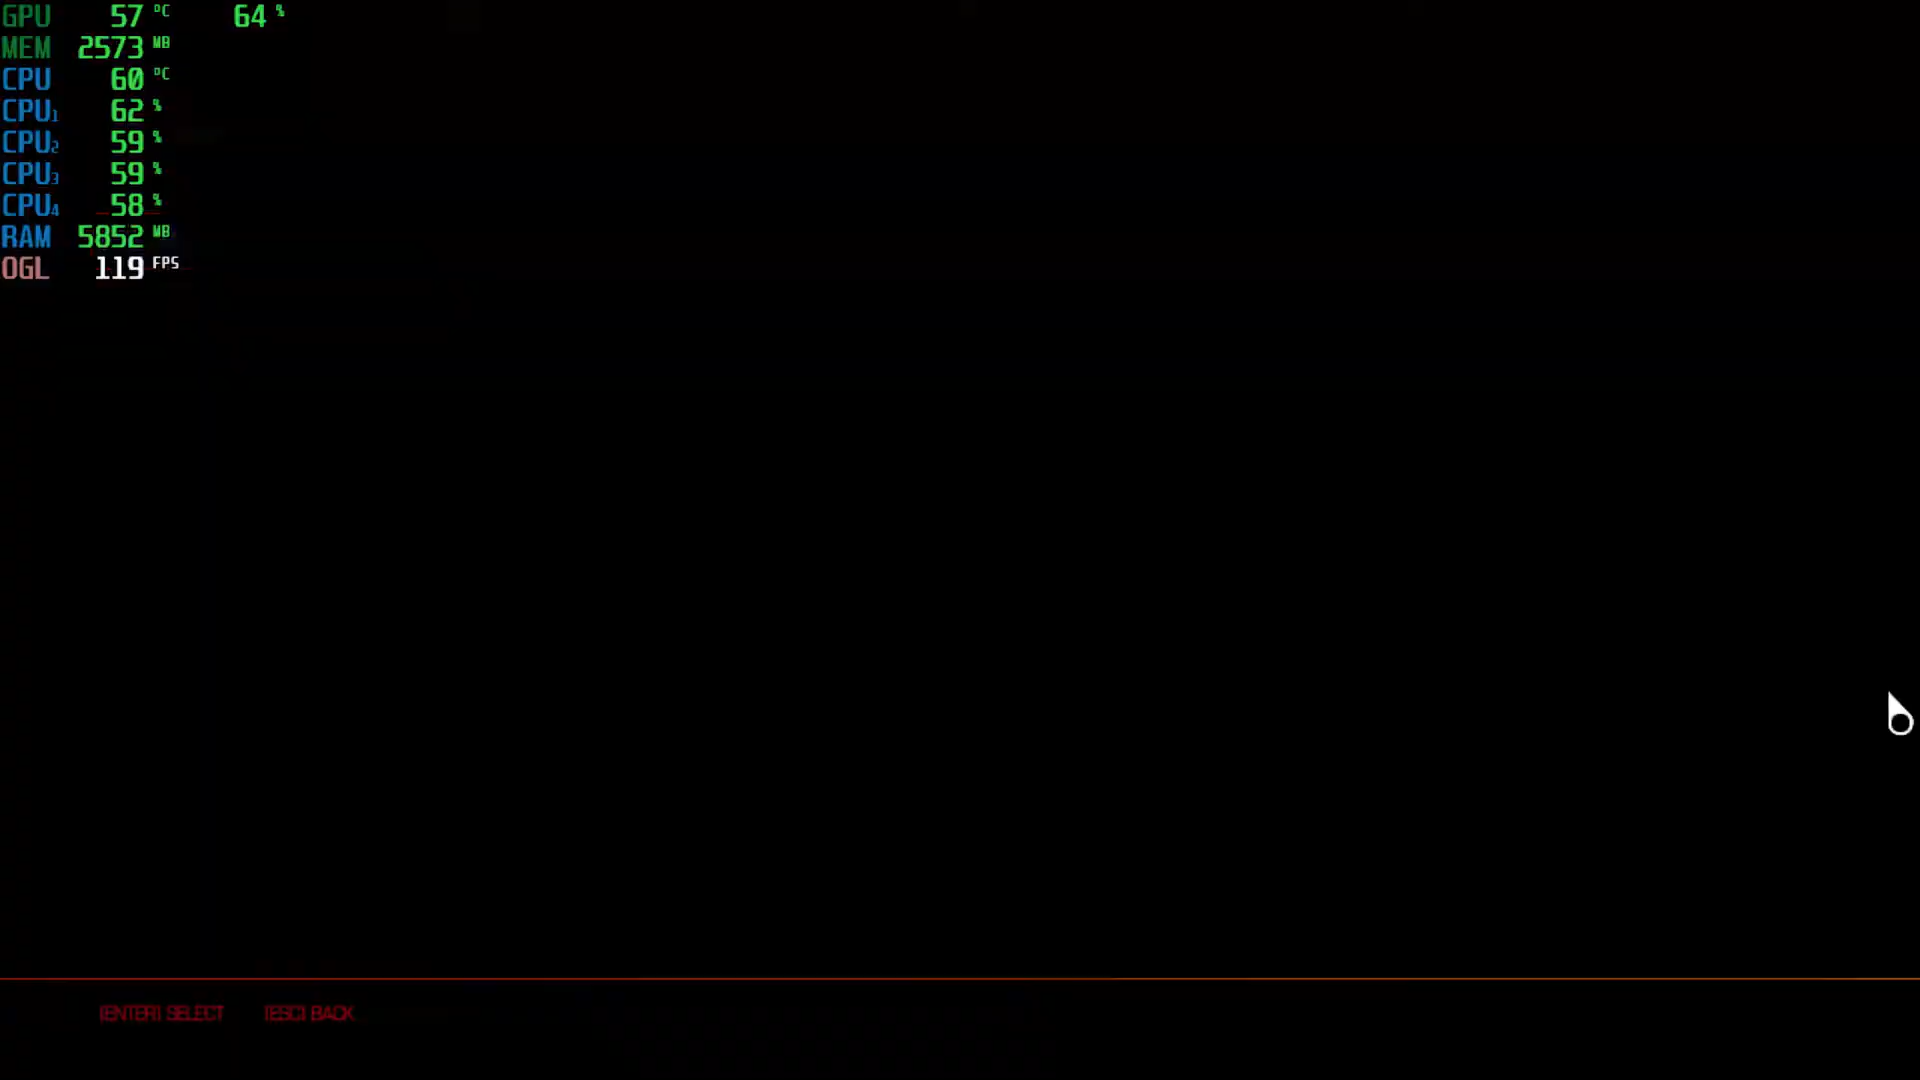 GPU 57 °C 64 %
MEM 2573 MB
CPU 60 °C
CPU1 62 %
CPU2 59 %
CPU3 59 %
CPU4 58 %
RAM 5852 MB
OGL 119 FPS
[ENTER] SELECT [ESC] BACK